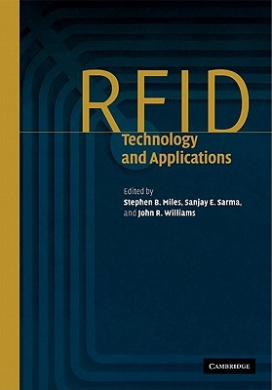 RFID
Technology
and Applications
Edited by
Stephen B. Miles, Sanjay E. Sarma,
and John R. Williams
CAMBRIDGE